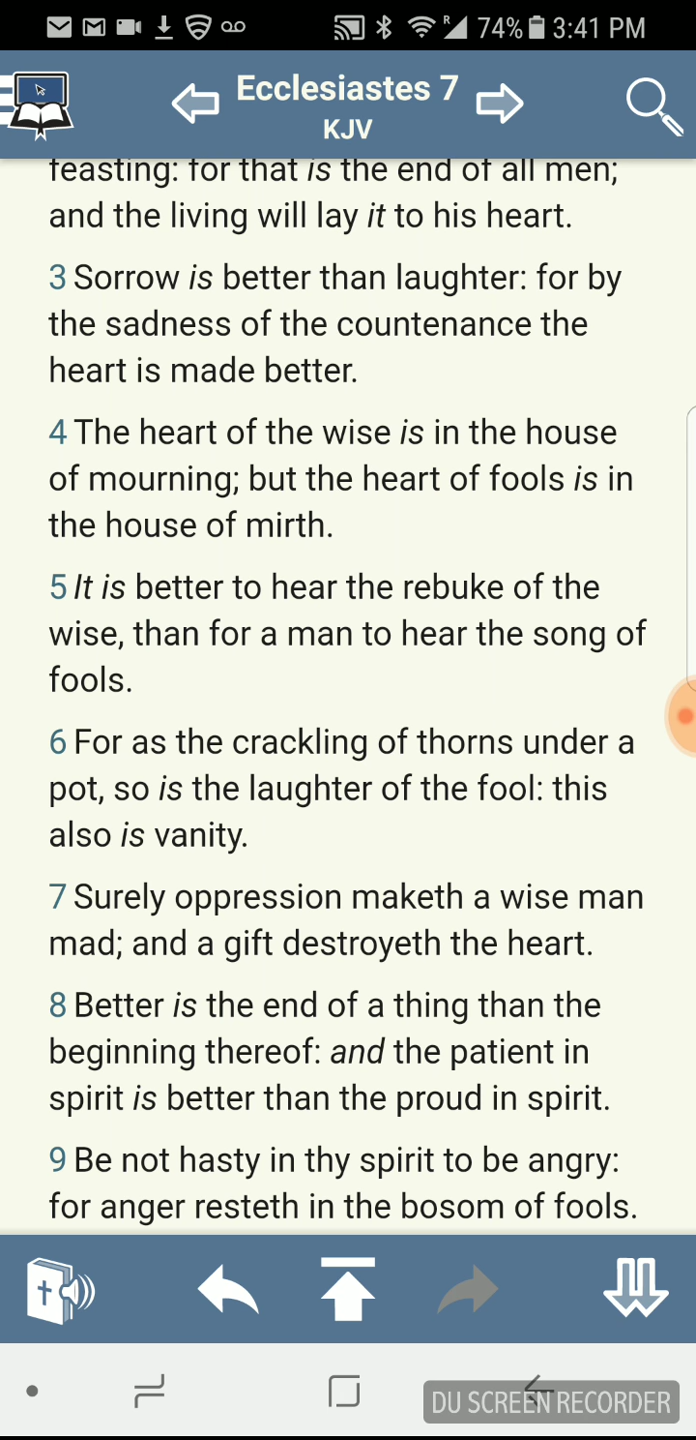 R 74% 3:41 PM
Ecclesiastes 7
KJV
feasting: for that is the end of all men;
and the living will lay it to his heart.
3 Sorrow is better than laughter: for by
the sadness of the countenance the
heart is made better.
4 The heart of the wise is in the house
of mourning; but the heart of fools is in
the house of mirth.
5 It is better to hear the rebuke of the
wise, than for a man to hear the song of
fools.
6 For as the crackling of thorns under a
pot, so is the laughter of the fool: this
also is vanity.
7 Surely oppression maketh a wise man
mad; and a gift destroyeth the heart.
8 Better is the end of a thing than the
beginning thereof: and the patient in
spirit is better than the proud in spirit.
9 Be not hasty in thy spirit to be angry:
for anger resteth in the bosom of fools.
DU SCREEN RECORDER